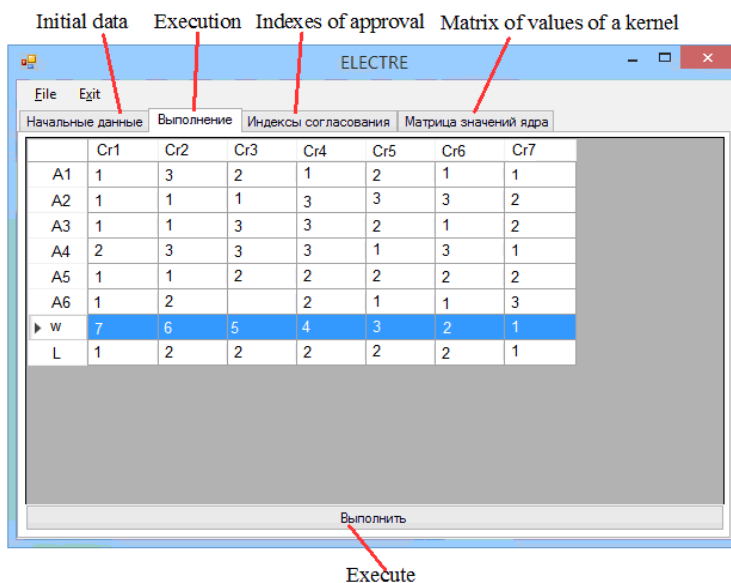 Initial data Execution Indexes of approval Matrix of values of a kernel
ELECTRE
File Exit
Начальные данные Выполнение Индексы согласования Матрица значений ядра
Cr1 Cr2 Cr3 Cr4 Cr5 Cr6 Cr7
A1 1 3 2 1 2 1 1
A2 1 1 1 3 3 3 2
A3 1 1 3 3 2 1 2
A4 2 3 3 3 1 3 1
A5 1 1 2 2 2 2 2
A6 1 2 2 1 1 3
w 7 6 5 4 3 2 1
L 1 2 2 2 2 2 1
Выполнить
Execute